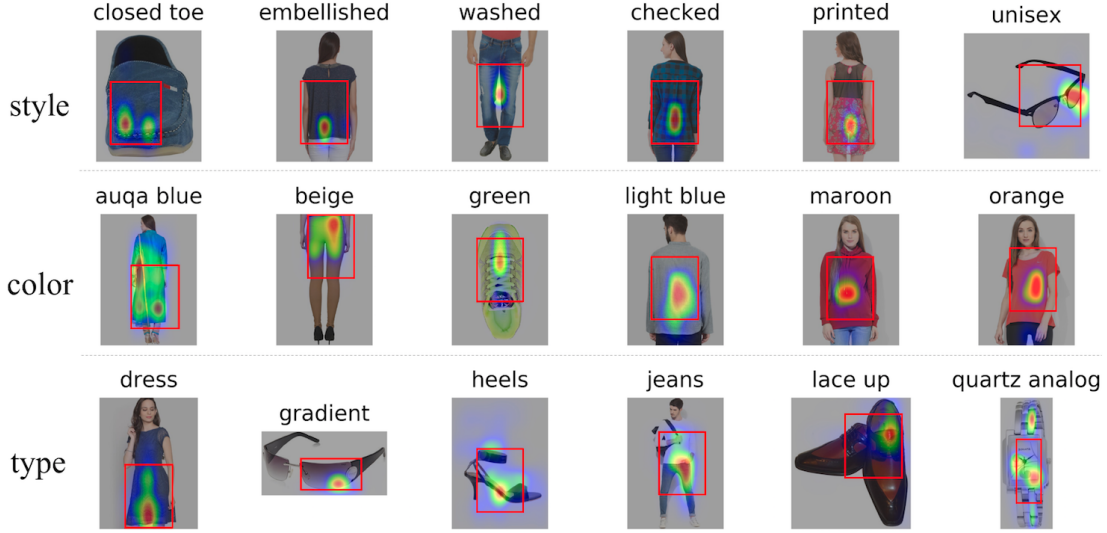 closed toe embellished washed checked printed unisex
style
auqa blue beige green light blue maroon orange
color
dress gradient heels jeans lace up quartz analog
type